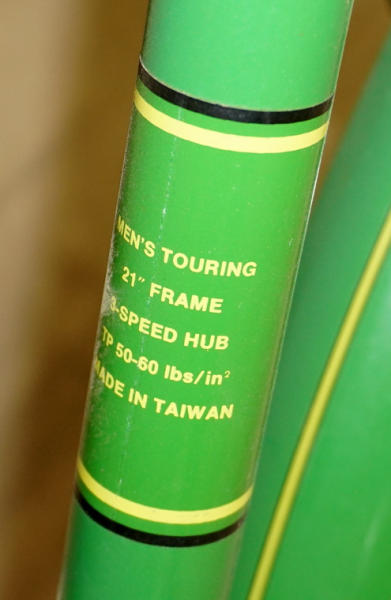 MEN'S TOURING
21" FRAME
3-SPEED HUB
TP 50-60 lbs/in²
MADE IN TAIWAN